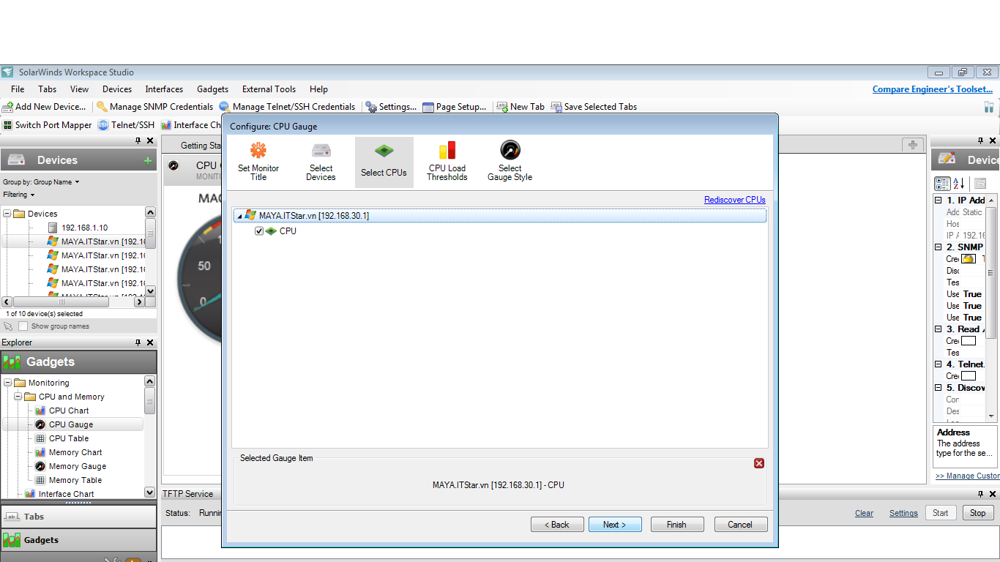 SolarWinds Workspace Studio
File Tabs View Devices Interfaces Gadgets External Tools Help
Compare Engineer's Toolset...
Add New Device... Manage SNMP Credentials Manage Telnet/SSH Credentials Settings... Page Setup... New Tab Save Selected Tabs
Switch Port Mapper Telnet/SSH Interface Ch
Devices
Group by: Group Name
Filtering
Devices
192.168.1.10
MAYA.ITStar.vn [192.16
MAYA.ITStar.vn [192.1
MAYA.ITStar.vn [192.1
MAYA.ITStar.vn [192.1
MAYA.ITStar.vn [192.1
1 of 10 device(s) selected
Show group names
Explorer
Gadgets
Monitoring
CPU and Memory
CPU Chart
CPU Gauge
CPU Table
Memory Chart
Memory Gauge
Memory Table
Interface Chart
Tabs
Gadgets
Getting Sta
CPU
MONITO
MA
50
0
Configure: CPU Gauge
Set Monitor Title
Select Devices
Select CPUs
CPU Load Thresholds
Select Gauge Style
Rediscover CPUs
MAYA.ITStar.vn [192.168.30.1]
CPU
Selected Gauge Item
MAYA.ITStar.vn [192.168.30.1] - CPU
< Back Next > Finish Cancel
TFTP Service
Status: Runnin
Clear Settings Start Stop
Device
1. IP Add
Add Static
Hos
IP A 192.16
2. SNMP
Cre
Disc
Tes
Use True
Use True
Use True
3. Read
Cre
Tes
4. Telnet.
Cre
5. Discov
Con
Des
Address
The address
type for the se...
>> Manage Custor